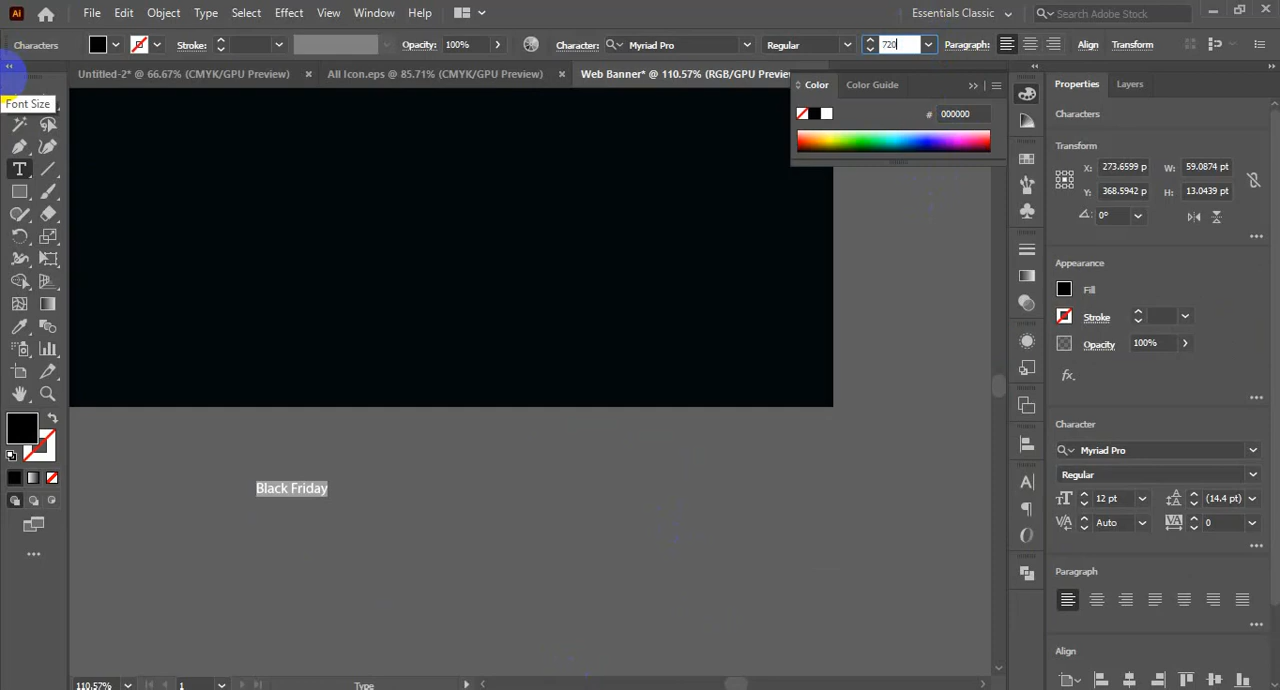 Ai File Edit Object Type Select Effect View Window Help Essentials Classic Search Adobe Stock
Characters Stroke: Opacity: 100% Character: Myriad Pro Regular 720 Paragraph: Align Transform
Untitled-2* @ 66.67% (CMYK/GPU Preview) × All Icon.eps @ 85.71% (CMYK/GPU Preview) × Web Banner* @ 110.57% (RGB/GPU Preview
Font Size
Color Color Guide
# 000000
Properties Layers
Characters
Transform
X: 273.6599 p W: 59.0874 pt
Y: 368.5942 p H: 13.0439 pt
0°
Appearance
Fill
Stroke
Opacity 100%
fx.
Character
Myriad Pro
Regular
12 pt (14.4 pt)
Auto 0
Paragraph
Align
Black Friday
110.57% 1 Type